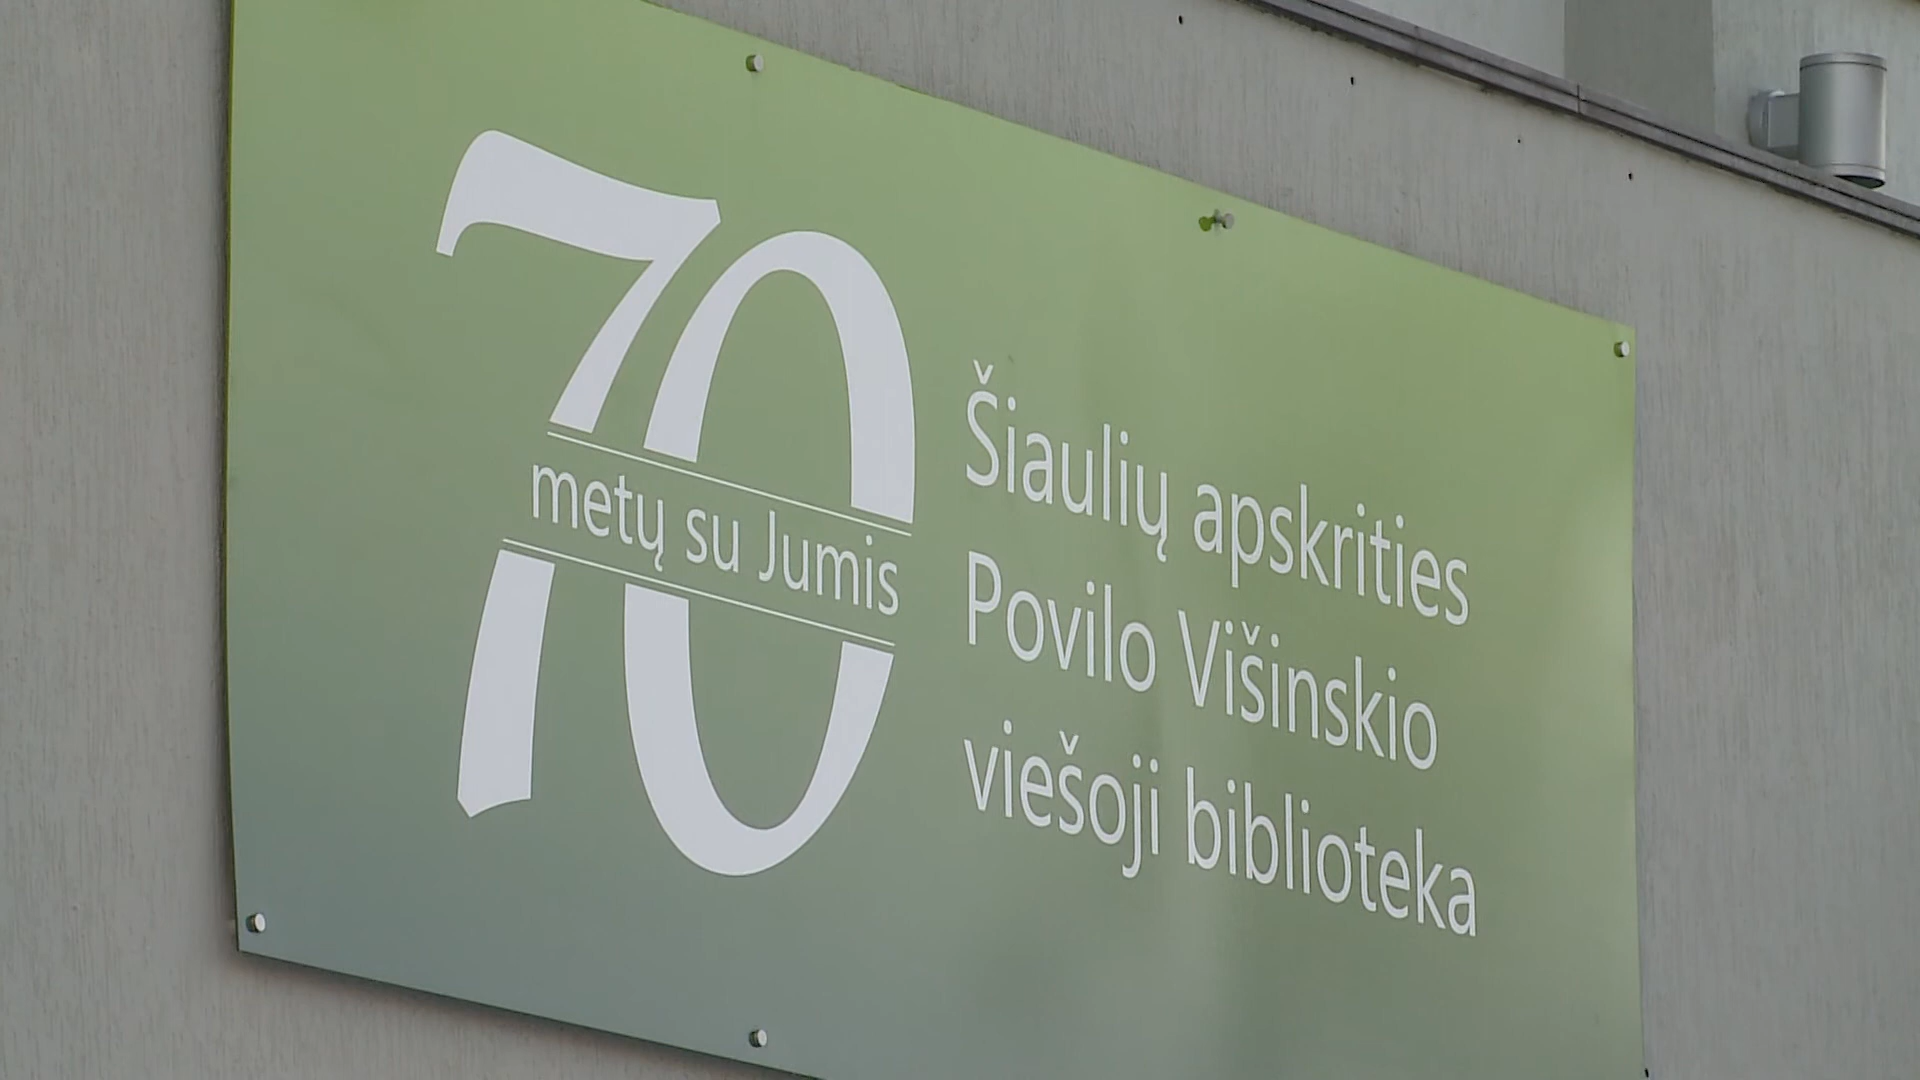 70
metų su Jumis
Šiaulių apskrities
Povilo Višinskio
viešoji biblioteka